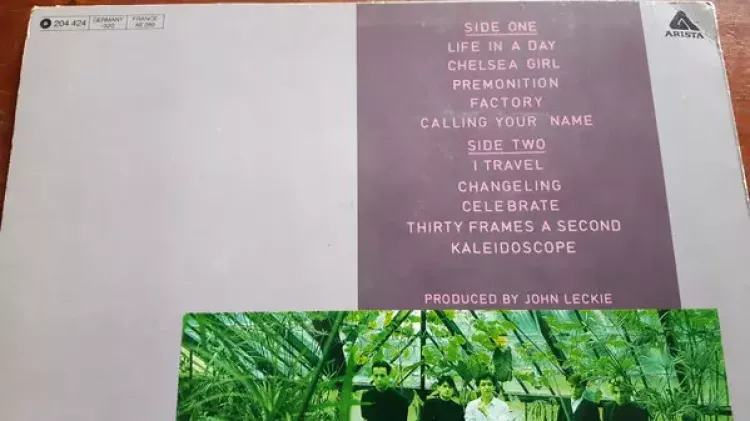 204 424
GERMANY
FRANCE
SIDE ONE
LIFE IN A DAY
CHELSEA GIRL
PREMONITION
FACTORY
CALLING YOUR NAME
SIDE TWO
I TRAVEL
CHANGELING
CELEBRATE
THIRTY FRAMES A SECOND
KALEIDOSCOPE
PRODUCED BY JOHN LECKIE
ARISTA